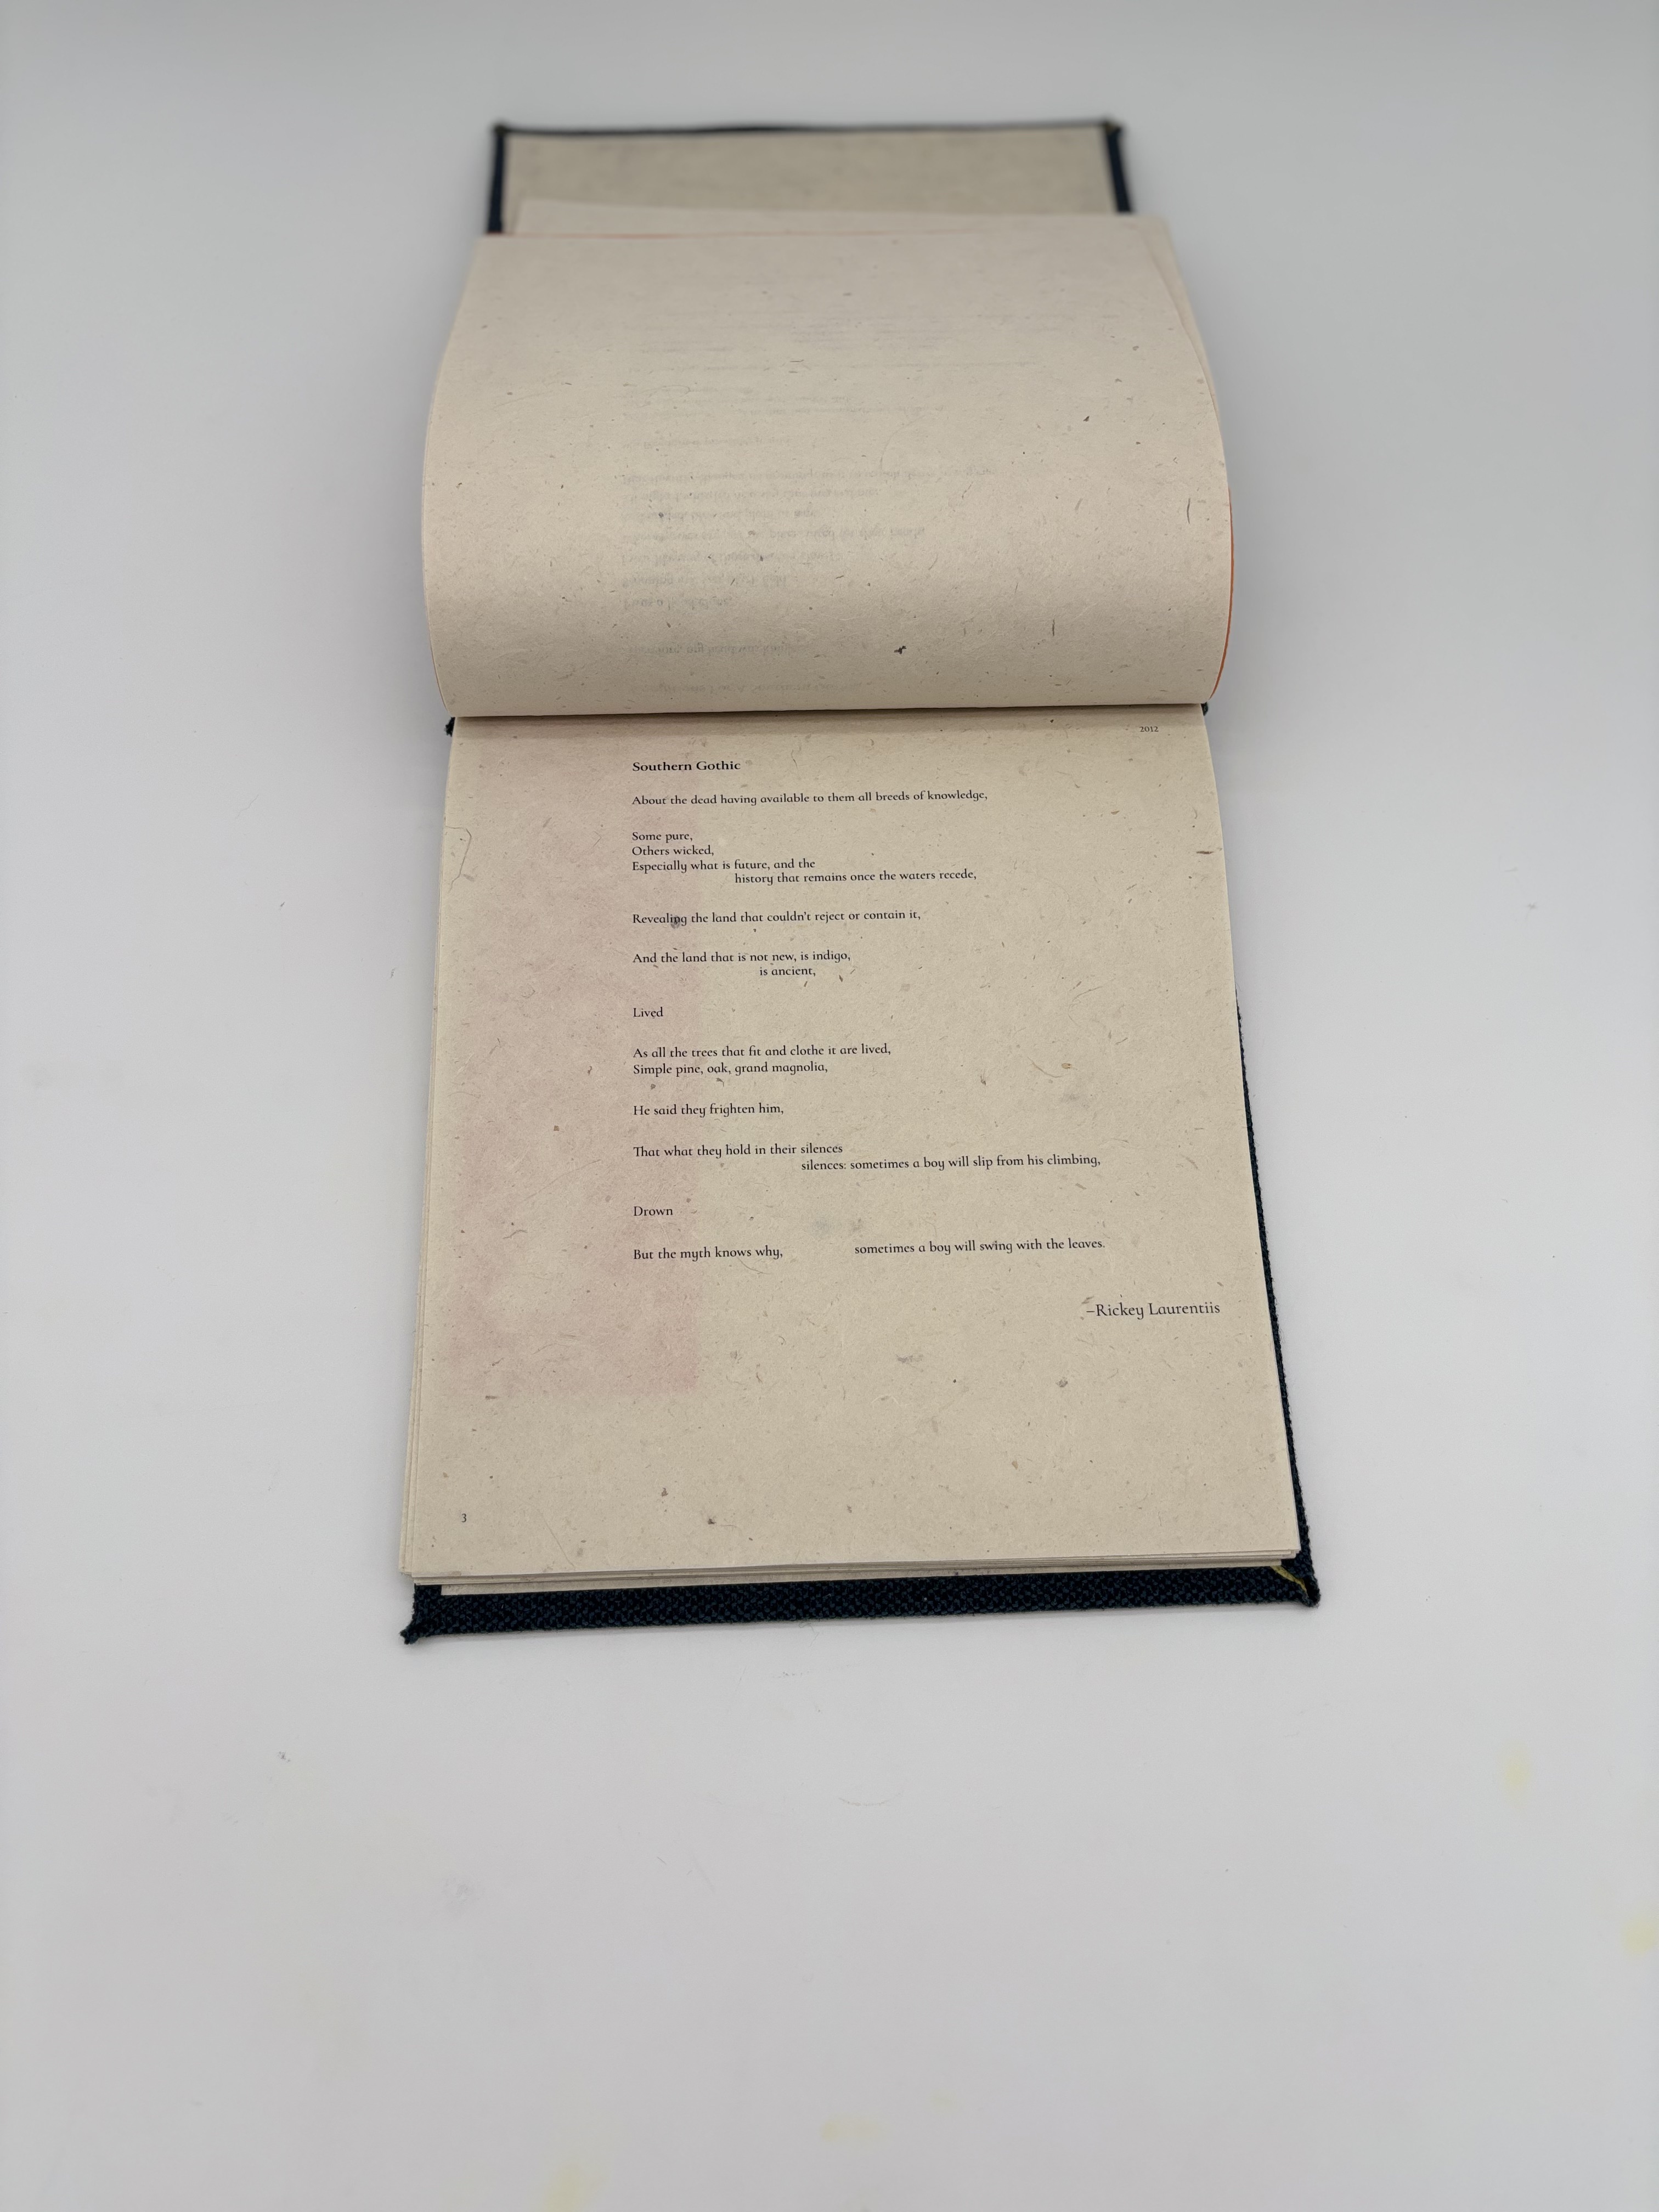 2012
Southern Gothic
About the dead having available to them all breeds of knowledge,
Some pure,
Others wicked,
Especially what is future, and the
history that remains once the waters recede,
Revealing the land that couldn't reject or contain it,
And the land that is not new, is indigo,
is ancient,
Lived
As all the trees that fit and clothe it are lived,
Simple pine, oak, grand magnolia,
He said they frighten him,
That what they hold in their silences
silences: sometimes a boy will slip from his climbing,
Drown
But the myth knows why, sometimes a boy will swing with the leaves.
–Rickey Laurentiis
3